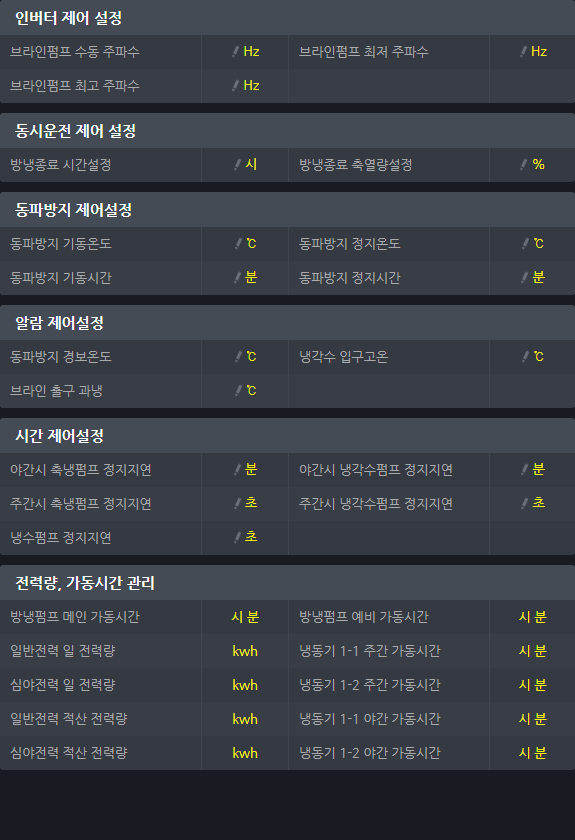 인버터 제어 설정
브라인펌프 수동 주파수 Hz 브라인펌프 최저 주파수 Hz
브라인펌프 최고 주파수 Hz
동시운전 제어 설정
방냉종료 시간설정 시 방냉종료 축열량설정 %
동파방지 제어설정
동파방지 기동온도 ℃ 동파방지 정지온도 ℃
동파방지 기동시간 분 동파방지 정지시간 분
알람 제어설정
동파방지 경보온도 ℃ 냉각수 입구고온 ℃
브라인 출구 과냉 ℃
시간 제어설정
야간시 축냉펌프 정지지연 분 야간시 냉각수펌프 정지지연 분
주간시 축냉펌프 정지지연 초 주간시 냉각수펌프 정지지연 초
냉수펌프 정지지연 초
전력량, 가동시간 관리
방냉펌프 메인 가동시간 시 분 방냉펌프 예비 가동시간 시 분
일반전력 일 전력량 kwh 냉동기 1-1 주간 가동시간 시 분
심야전력 일 전력량 kwh 냉동기 1-2 주간 가동시간 시 분
일반전력 적산 전력량 kwh 냉동기 1-1 야간 가동시간 시 분
심야전력 적산 전력량 kwh 냉동기 1-2 야간 가동시간 시 분